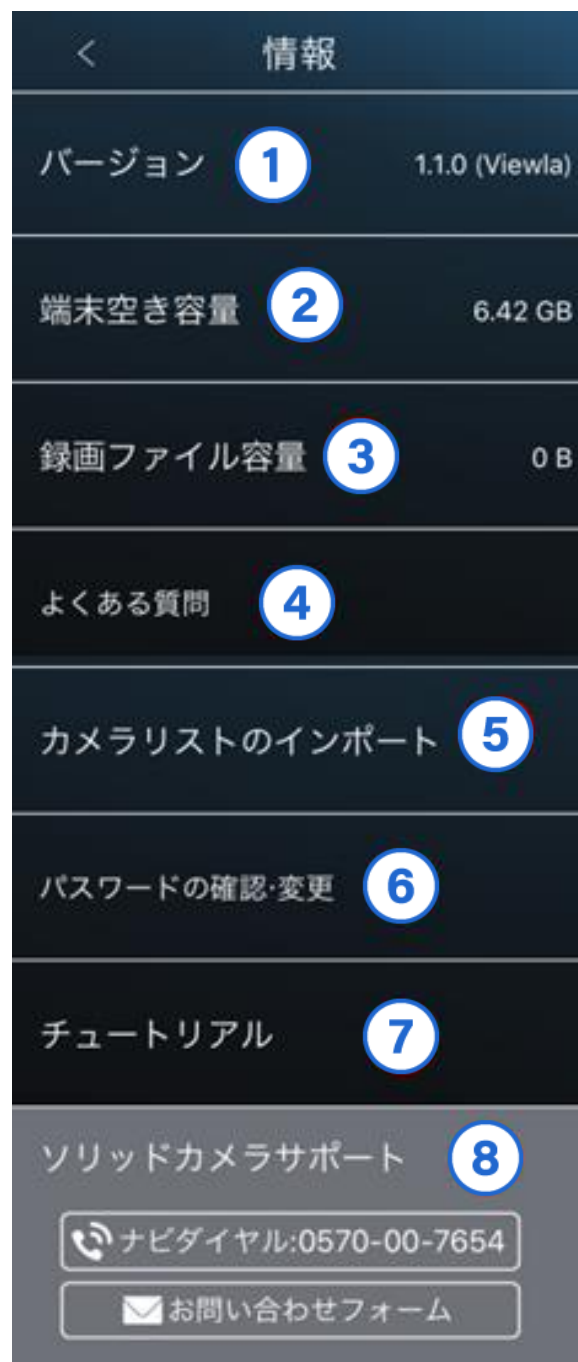 情報
バージョン ① 1.1.0 (Viewla)
端末空き容量 ② 6.42 GB
録画ファイル容量 ③ 0 B
よくある質問 ④
カメラリストのインポート ⑤
パスワードの確認·変更 ⑥
チュートリアル ⑦
ソリッドカメラサポート ⑧
ナビダイヤル:0570-00-7654
お問い合わせフォーム